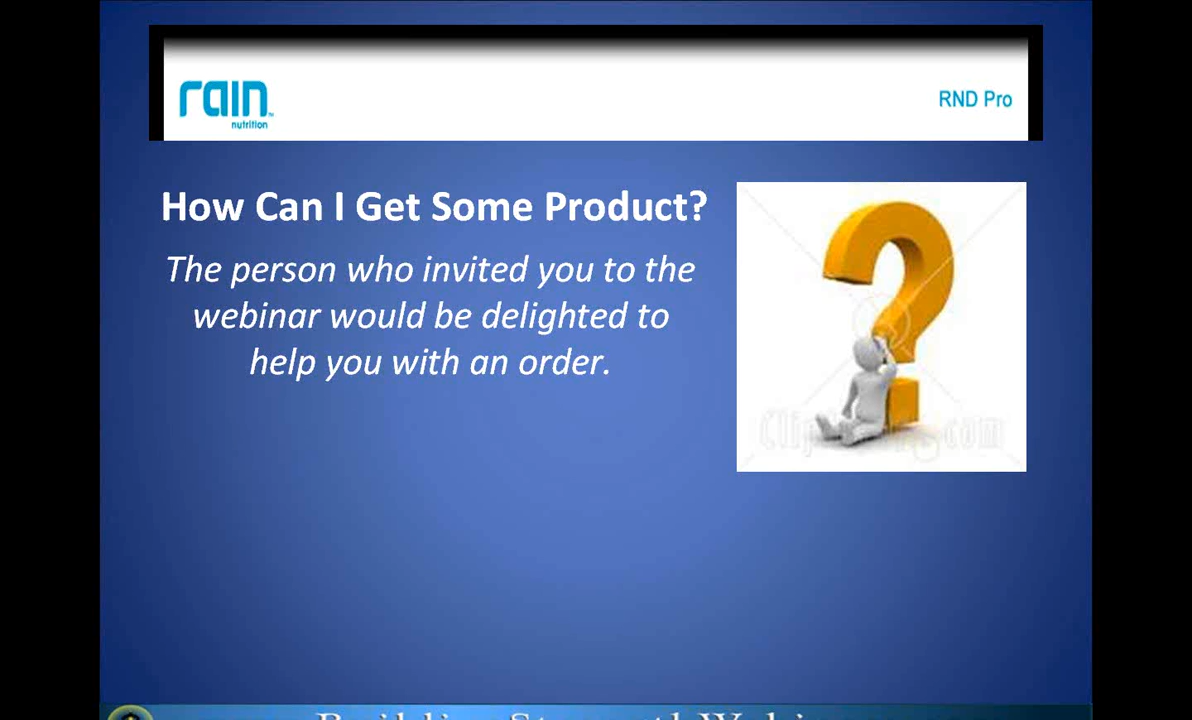 rain
nutrition
RND Pro
How Can I Get Some Product?
The person who invited you to the
webinar would be delighted to
help you with an order.